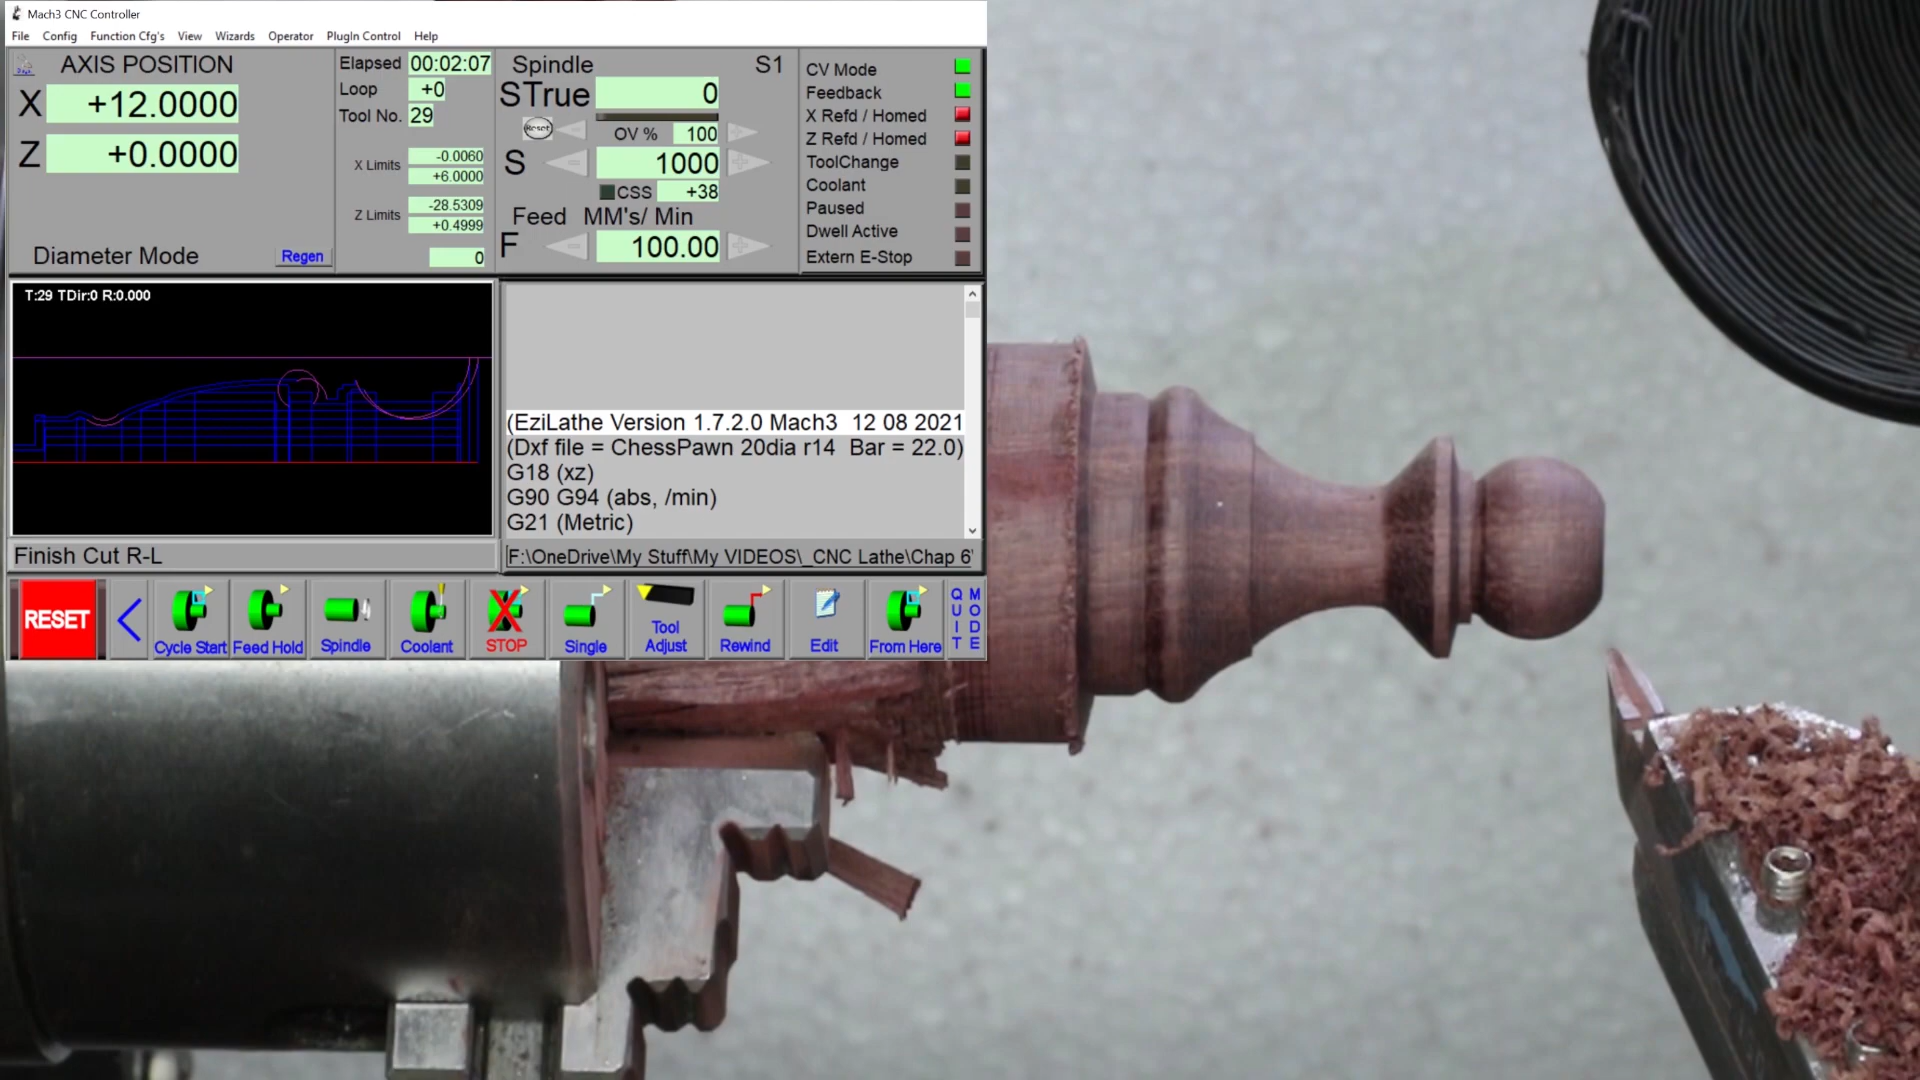 Mach3 CNC Controller
File Config Function Cfg's View Wizards Operator PlugIn Control Help
AXIS POSITION
X +12.0000
Z +0.0000
Diameter Mode Regen
Elapsed 00:02:07
Loop +0
Tool No. 29
X Limits -0.0060
+6.0000
Z Limits -28.5309
+0.4999
0
Spindle S1
STrue 0
Reset OV % 100
S 1000
CSS +38
Feed MM's/ Min
F 100.00
CV Mode
Feedback
X Refd / Homed
Z Refd / Homed
ToolChange
Coolant
Paused
Dwell Active
Extern E-Stop
T:29 TDir:0 R:0.000
(EziLathe Version 1.7.2.0 Mach3 12 08 2021
(Dxf file = ChessPawn 20dia r14 Bar = 22.0)
G18 (xz)
G90 G94 (abs, /min)
G21 (Metric)
Finish Cut R-L
F:\OneDrive\My Stuff\My VIDEOS\_CNC Lathe\Chap 6'
RESET
Cycle Start
Feed Hold
Spindle
Coolant
STOP
Single
Tool
Adjust
Rewind
Edit
From Here
QUIT
MODE